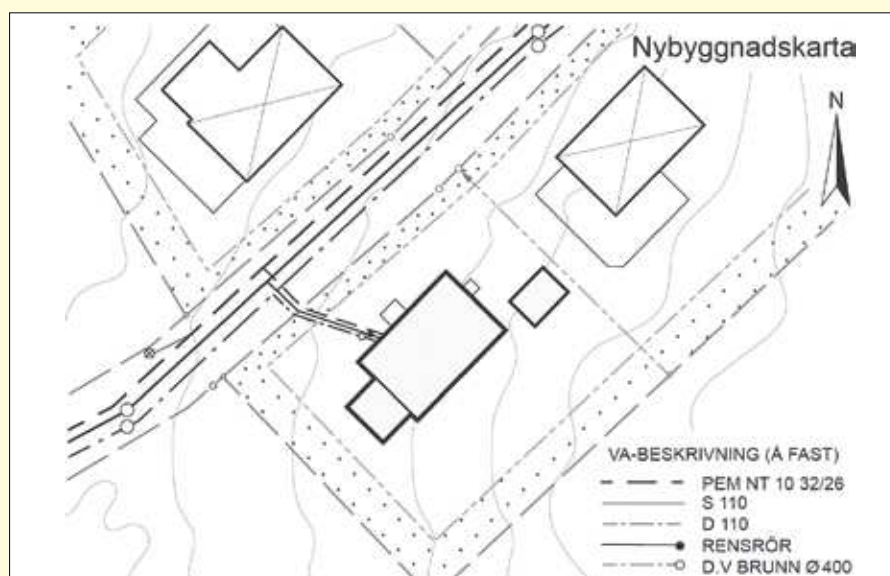 Nybyggnadskarta
N
VA-BESKRIVNING (Å FAST)
PEM NT 10 32/26
S 110
D 110
RENSRÖR
D.V BRUNN Ø 400